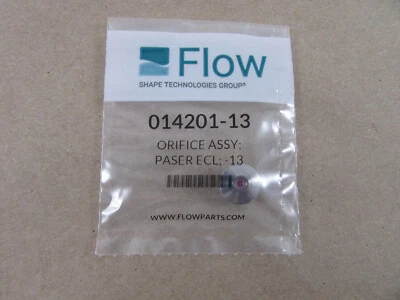 Flow
SHAPE TECHNOLOGIES GROUP®
014201-13
ORIFICE ASSY;
PASER ECL; -13
WWW.FLOWPARTS.COM